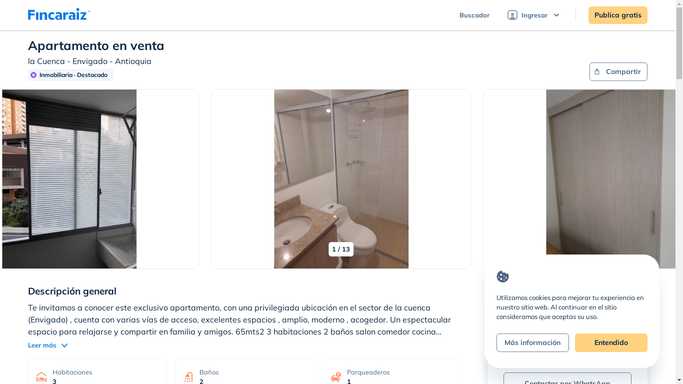 Fincaraiz
Buscador
Ingresar
Publica gratis
Apartamento en venta
la Cuenca - Envigado - Antioquia
Inmobiliaria - Destacado
Compartir
1 / 13
Descripción general
Te invitamos a conocer este exclusivo apartamento, con una privilegiada ubicación en el sector de la cuenca
(Envigado) , cuenta con varias vías de acceso, excelentes espacios , amplio, moderno , acogedor. Un espectacular
espacio para relajarse y compartir en familia y amigos. 65mts2 3 habitaciones 2 baños salon comedor cocina...
Leer más
Habitaciones
3
Baños
2
Parqueaderos
1
Utilizamos cookies para mejorar tu experiencia en
nuestro sitio web. Al continuar en el sitio
consideramos que aceptas su uso.
Más información
Entendido
Contactar por WhatsApp